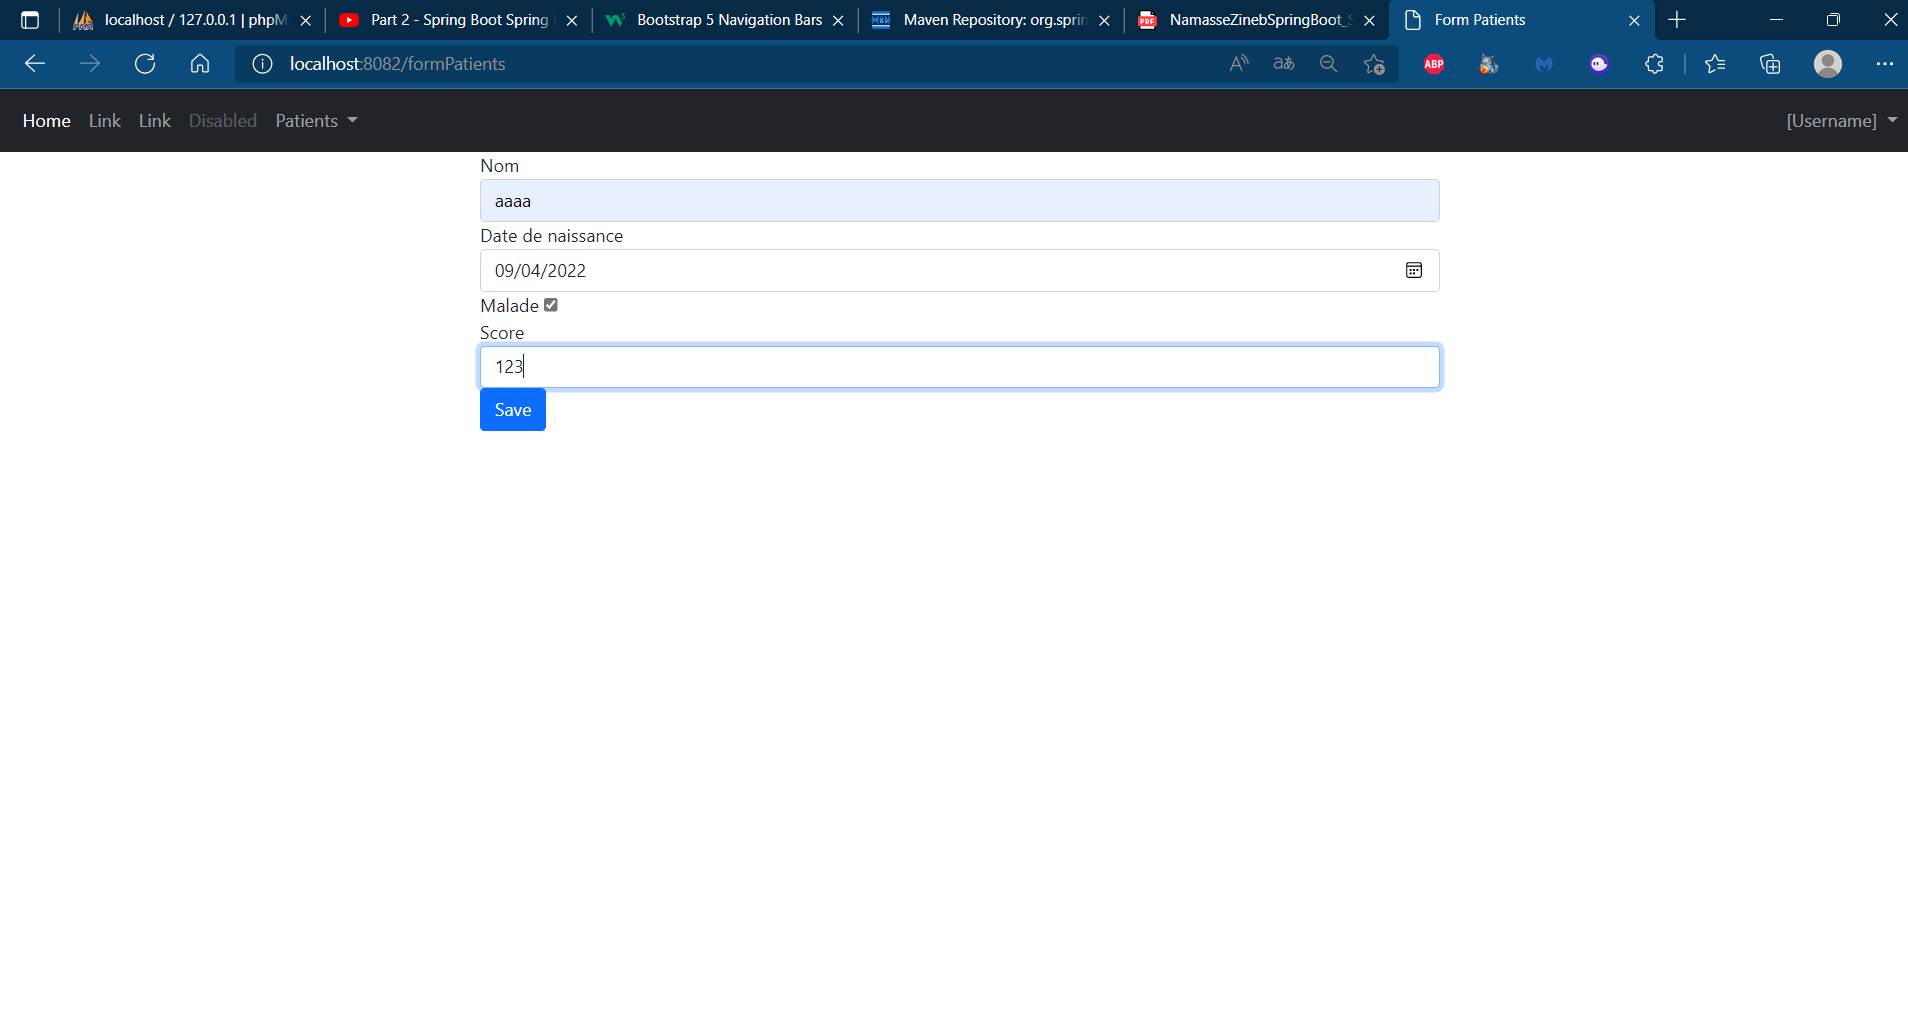 localhost / 127.0.0.1 | phpM
Part 2 - Spring Boot Spring
Bootstrap 5 Navigation Bars
Maven Repository: org.sprin
NamasseZinebSpringBoot_S
Form Patients
localhost:8082/formPatients
ABP
Home Link Link Disabled Patients
[Username]
Nom
aaaa
Date de naissance
09/04/2022
Malade
Score
123
Save